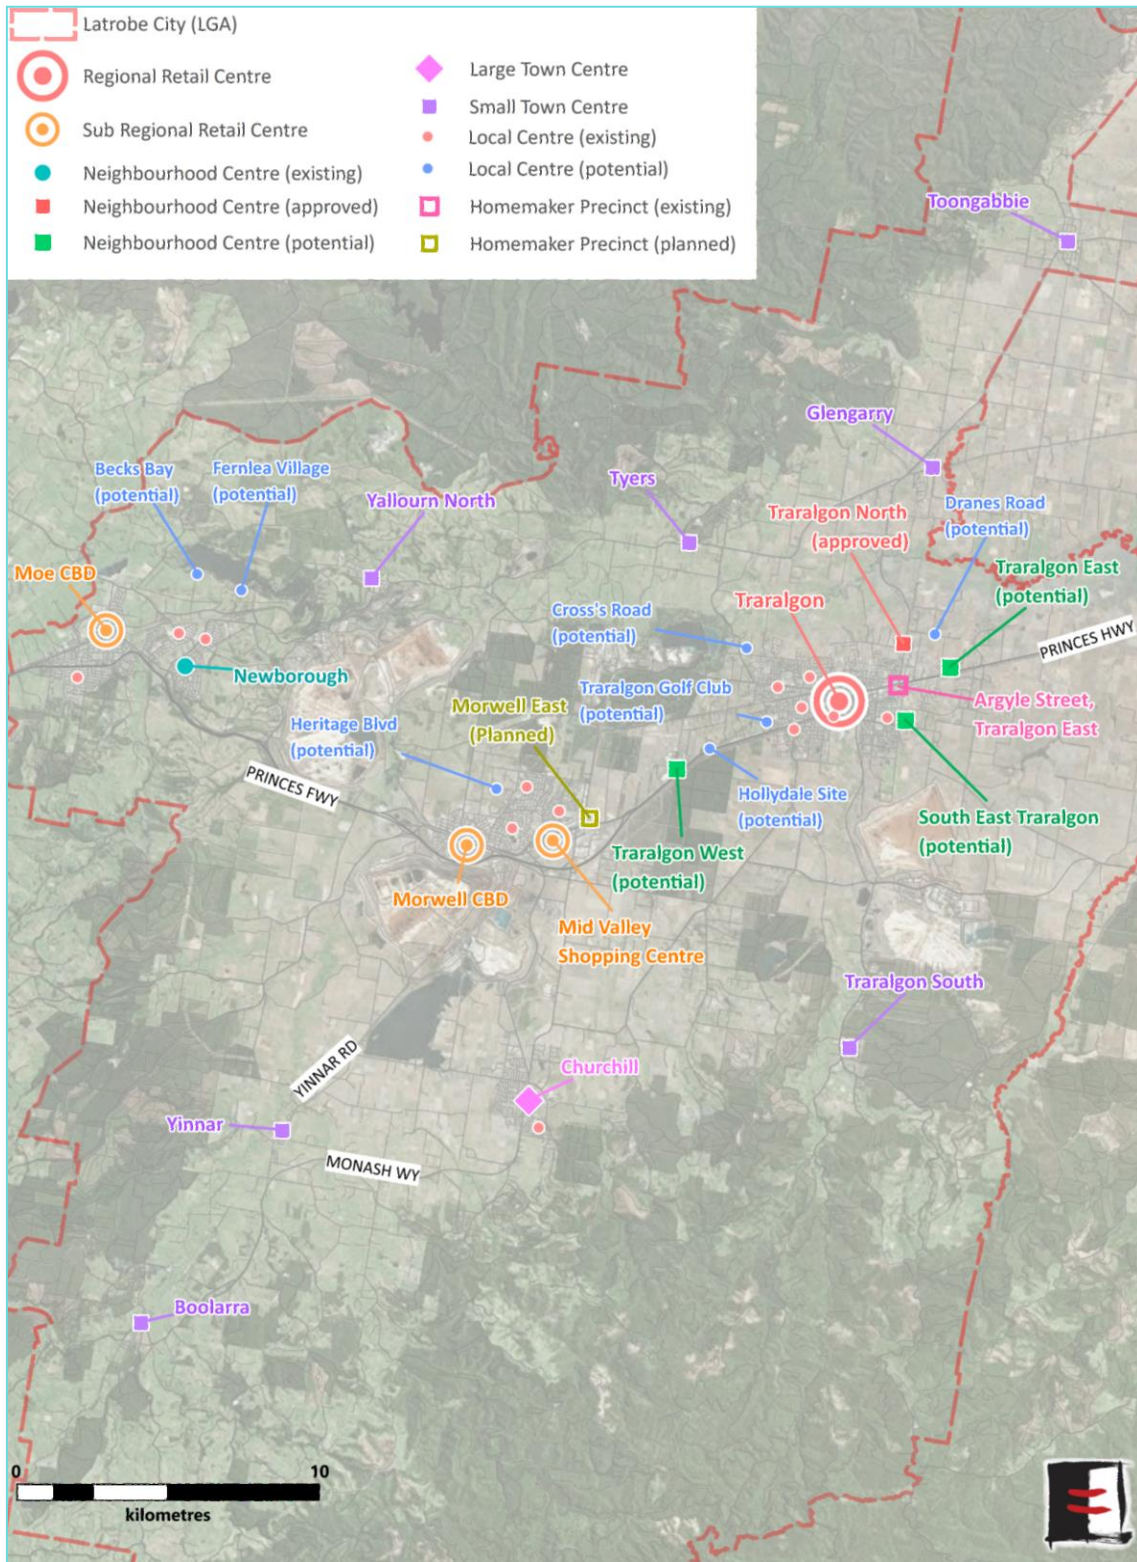 Latrobe City (LGA)
Regional Retail Centre
Sub Regional Retail Centre
Neighbourhood Centre (existing)
Neighbourhood Centre (approved)
Neighbourhood Centre (potential)
Large Town Centre
Small Town Centre
Local Centre (existing)
Local Centre (potential)
Homemaker Precinct (existing)
Homemaker Precinct (planned)
Toongabbie
Glengarry
Becks Bay
(potential)
Fernlea Village
(potential)
Yallourn North
Tyers
Traralgon North
(approved)
Dranes Road
(potential)
Moe CBD
Traralgon East
(potential)
Traralgon
Cross's Road
(potential)
PRINCES HWY
Newborough
Traralgon Golf Club
(potential)
Argyle Street,
Traralgon East
Morwell East
(Planned)
Heritage Blvd
(potential)
PRINCES FWY
Hollydale Site
(potential)
South East Traralgon
(potential)
Traralgon West
(potential)
Morwell CBD
Mid Valley
Shopping Centre
Traralgon South
YINNAR RD
Churchill
Yinnar
MONASH WY
Boolarra
0 10
kilometres